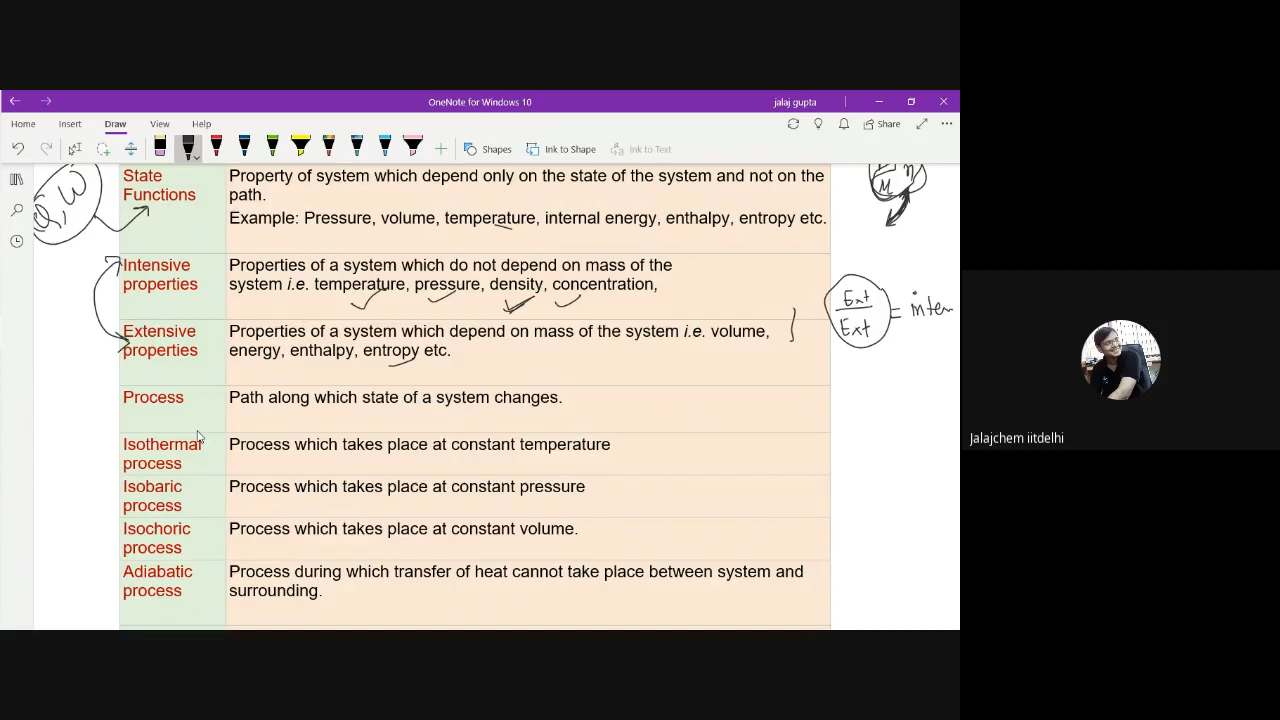 OneNote for Windows 10
jalaj gupta
Home Insert Draw View Help
Share
Shapes
Ink to Shape
Ink to Text
Q, W
State
Functions
Property of system which depend only on the state of the system and not on the
path.
Example: Pressure, volume, temperature, internal energy, enthalpy, entropy etc.
Intensive
properties
Properties of a system which do not depend on mass of the
system i.e. temperature, pressure, density, concentration,
Extensive
properties
Properties of a system which depend on mass of the system i.e. volume,
energy, enthalpy, entropy etc.
Ext
Ext
= inten
Process
Path along which state of a system changes.
Isothermal
process
Process which takes place at constant temperature
Isobaric
process
Process which takes place at constant pressure
Isochoric
process
Process which takes place at constant volume.
Adiabatic
process
Process during which transfer of heat cannot take place between system and
surrounding.
Jalajchem iitdelhi